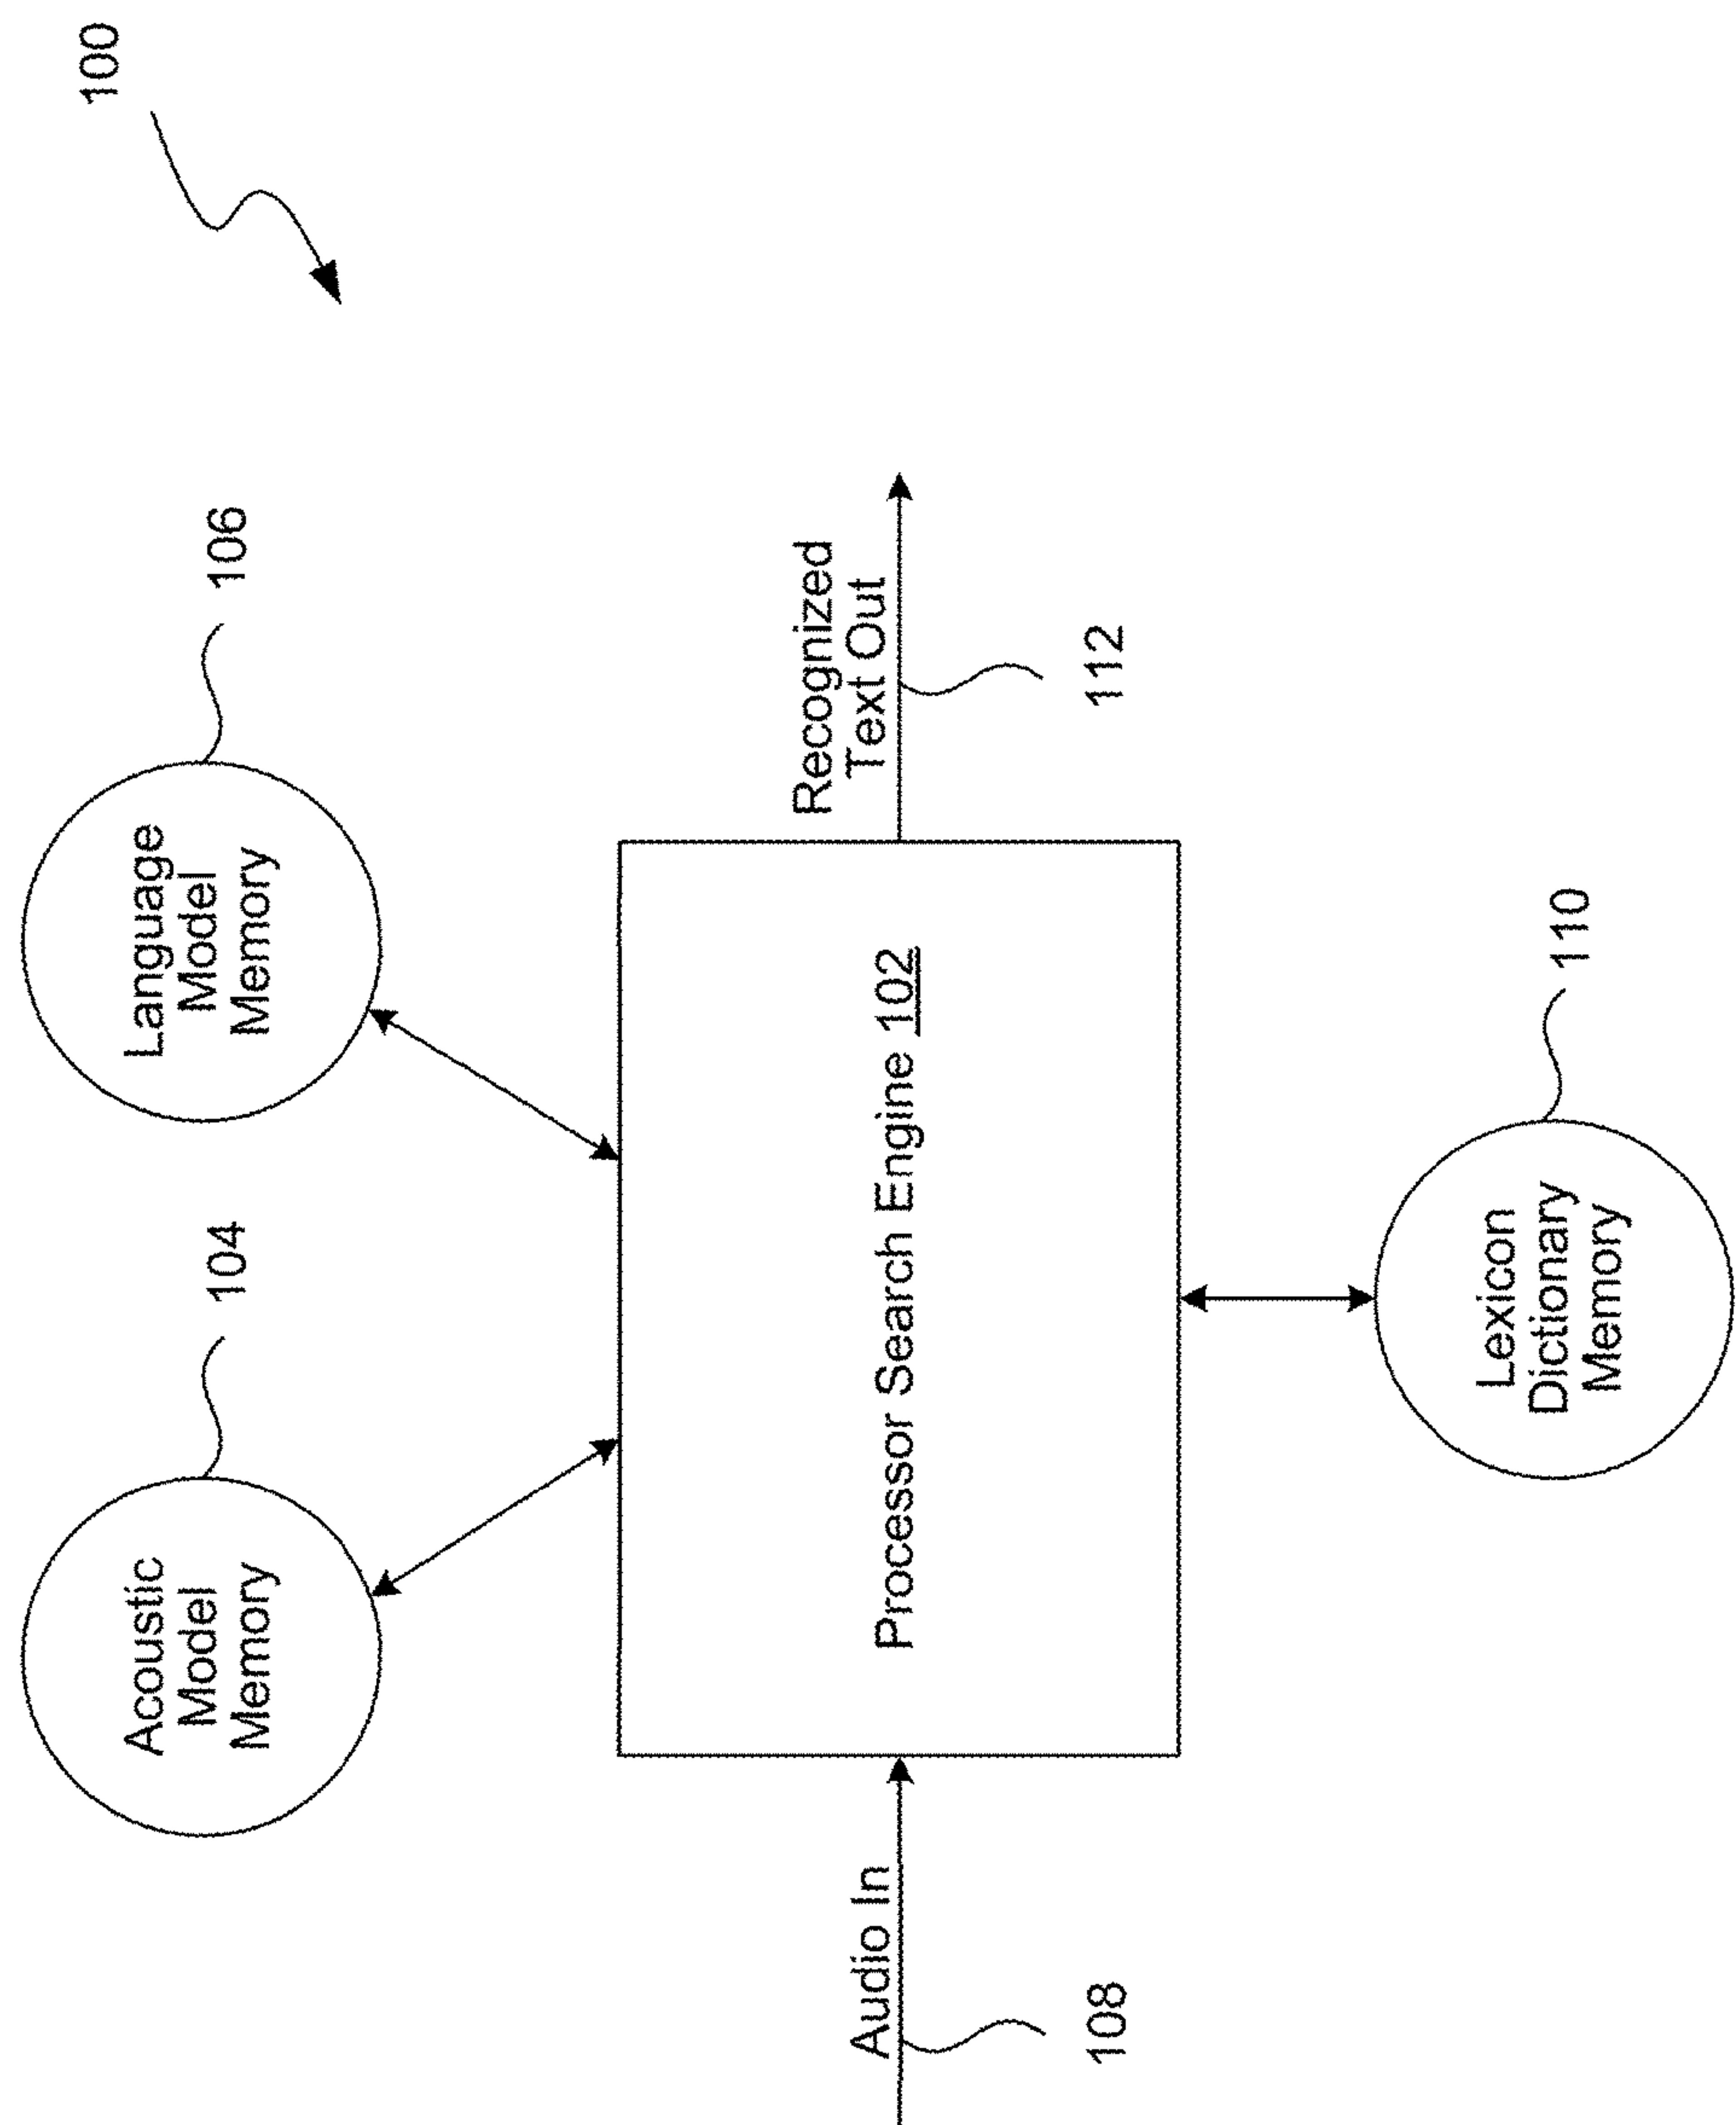 100
104
106
Acoustic
Model
Memory
Language
Model
Memory
Audio In
108
Processor Search Engine 102
Recognized
Text Out
112
110
Lexicon
Dictionary
Memory